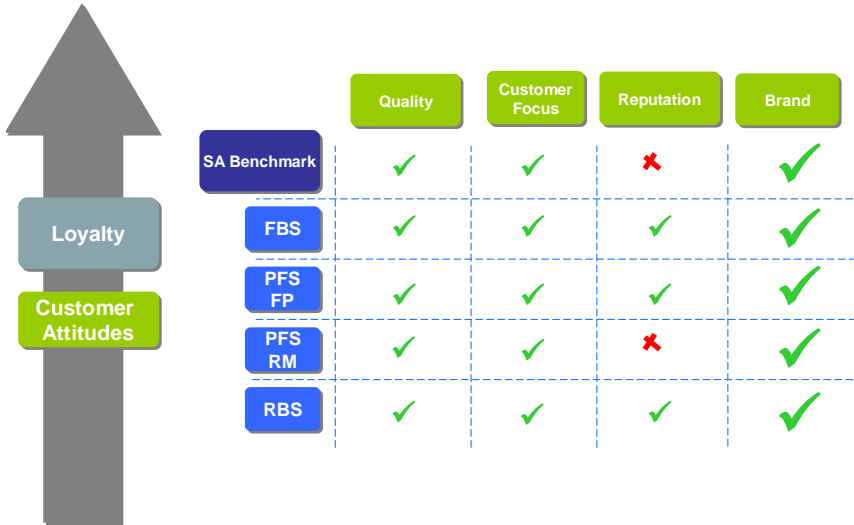 Quality
Customer
Focus
Reputation
Brand
SA Benchmark
FBS
Loyalty
PFS
FP
Customer
Attitudes
PFS
RM
RBS